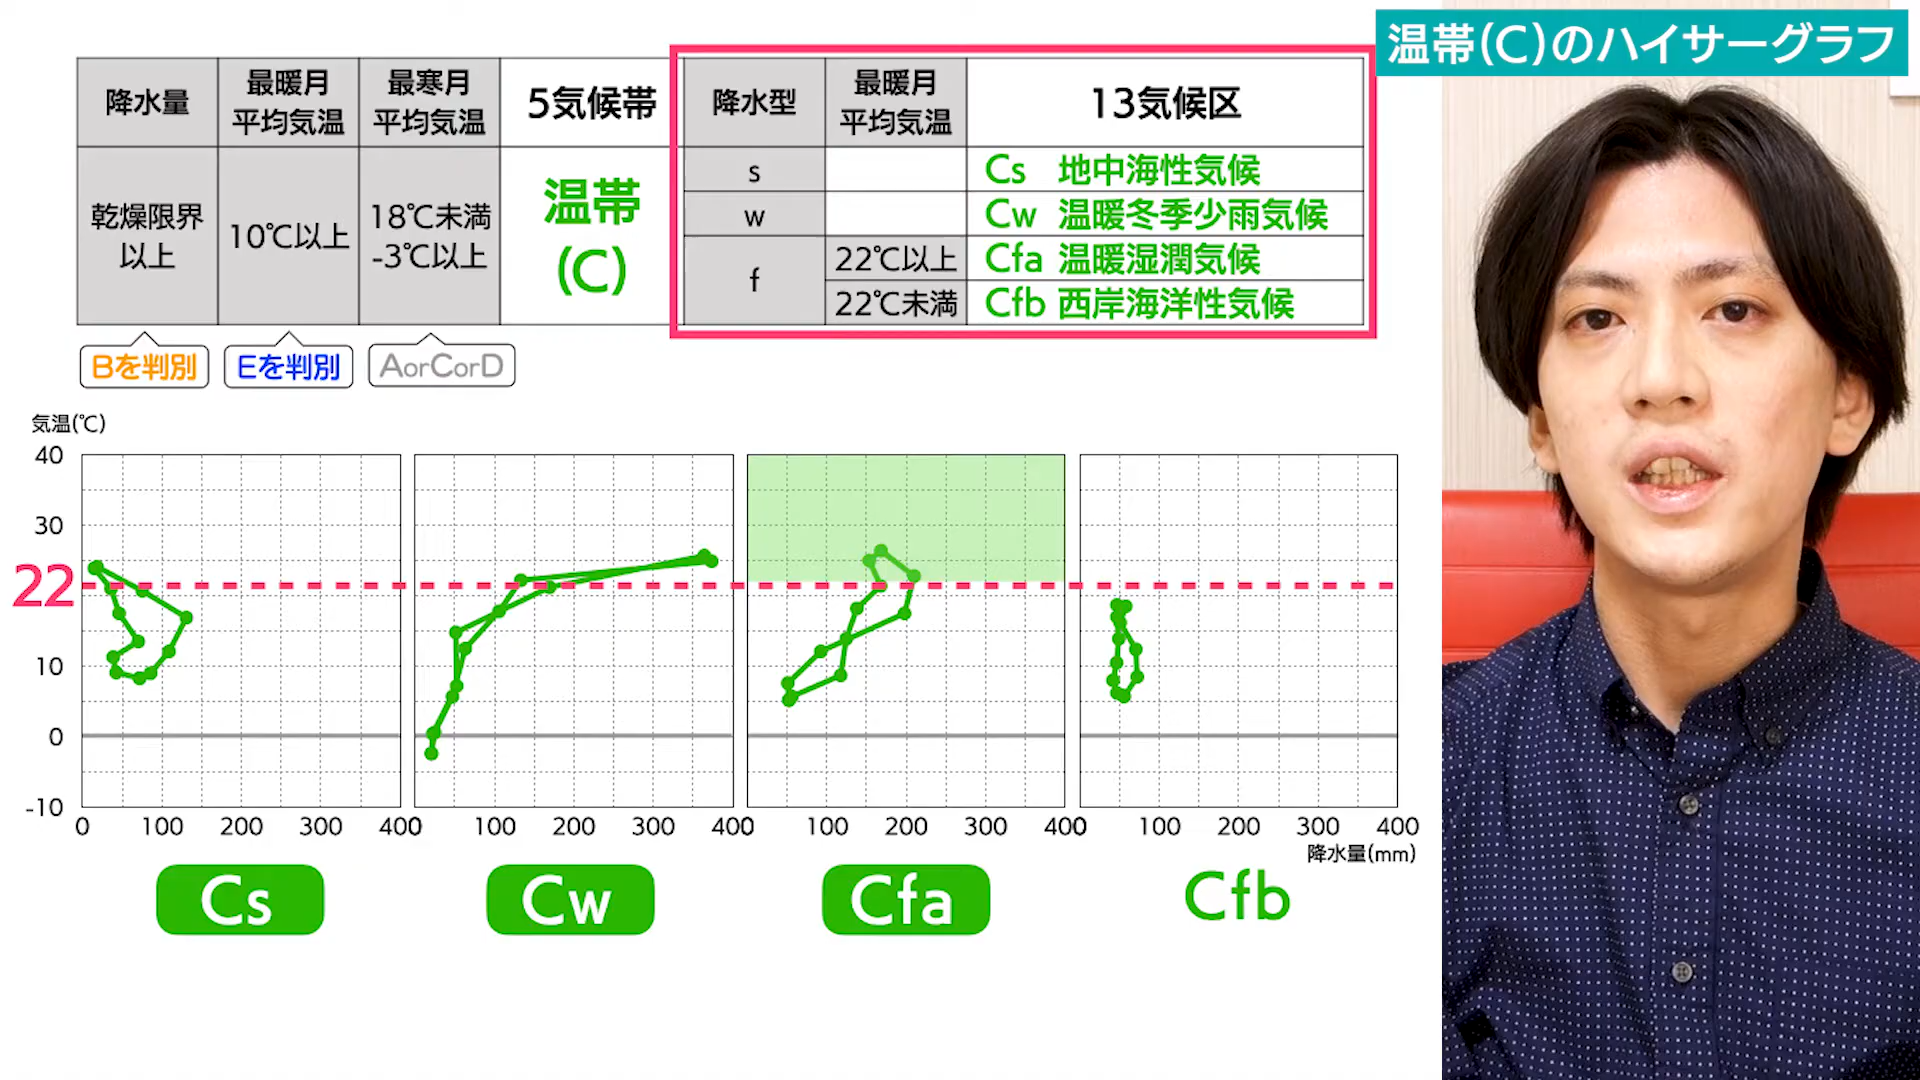 温帯(C)のハイサーグラフ
降水量
最暖月
平均気温
最寒月
平均気温
5気候帯
降水型
最暖月
平均気温
13気候区
乾燥限界
以上
10℃以上
18℃未満
-3℃以上
温帯
(C)
s
Cs 地中海性気候
w
Cw 温暖冬季少雨気候
f
22℃以上
Cfa 温暖湿潤気候
22℃未満
Cfb 西岸海洋性気候
Bを判別
Eを判別
AorCorD
気温(℃)
40
30
22
10
0
-10
0 100 200 300 400
0 100 200 300 400
0 100 200 300 400
0 100 200 300 400
降水量(mm)
Cs
Cw
Cfa
Cfb